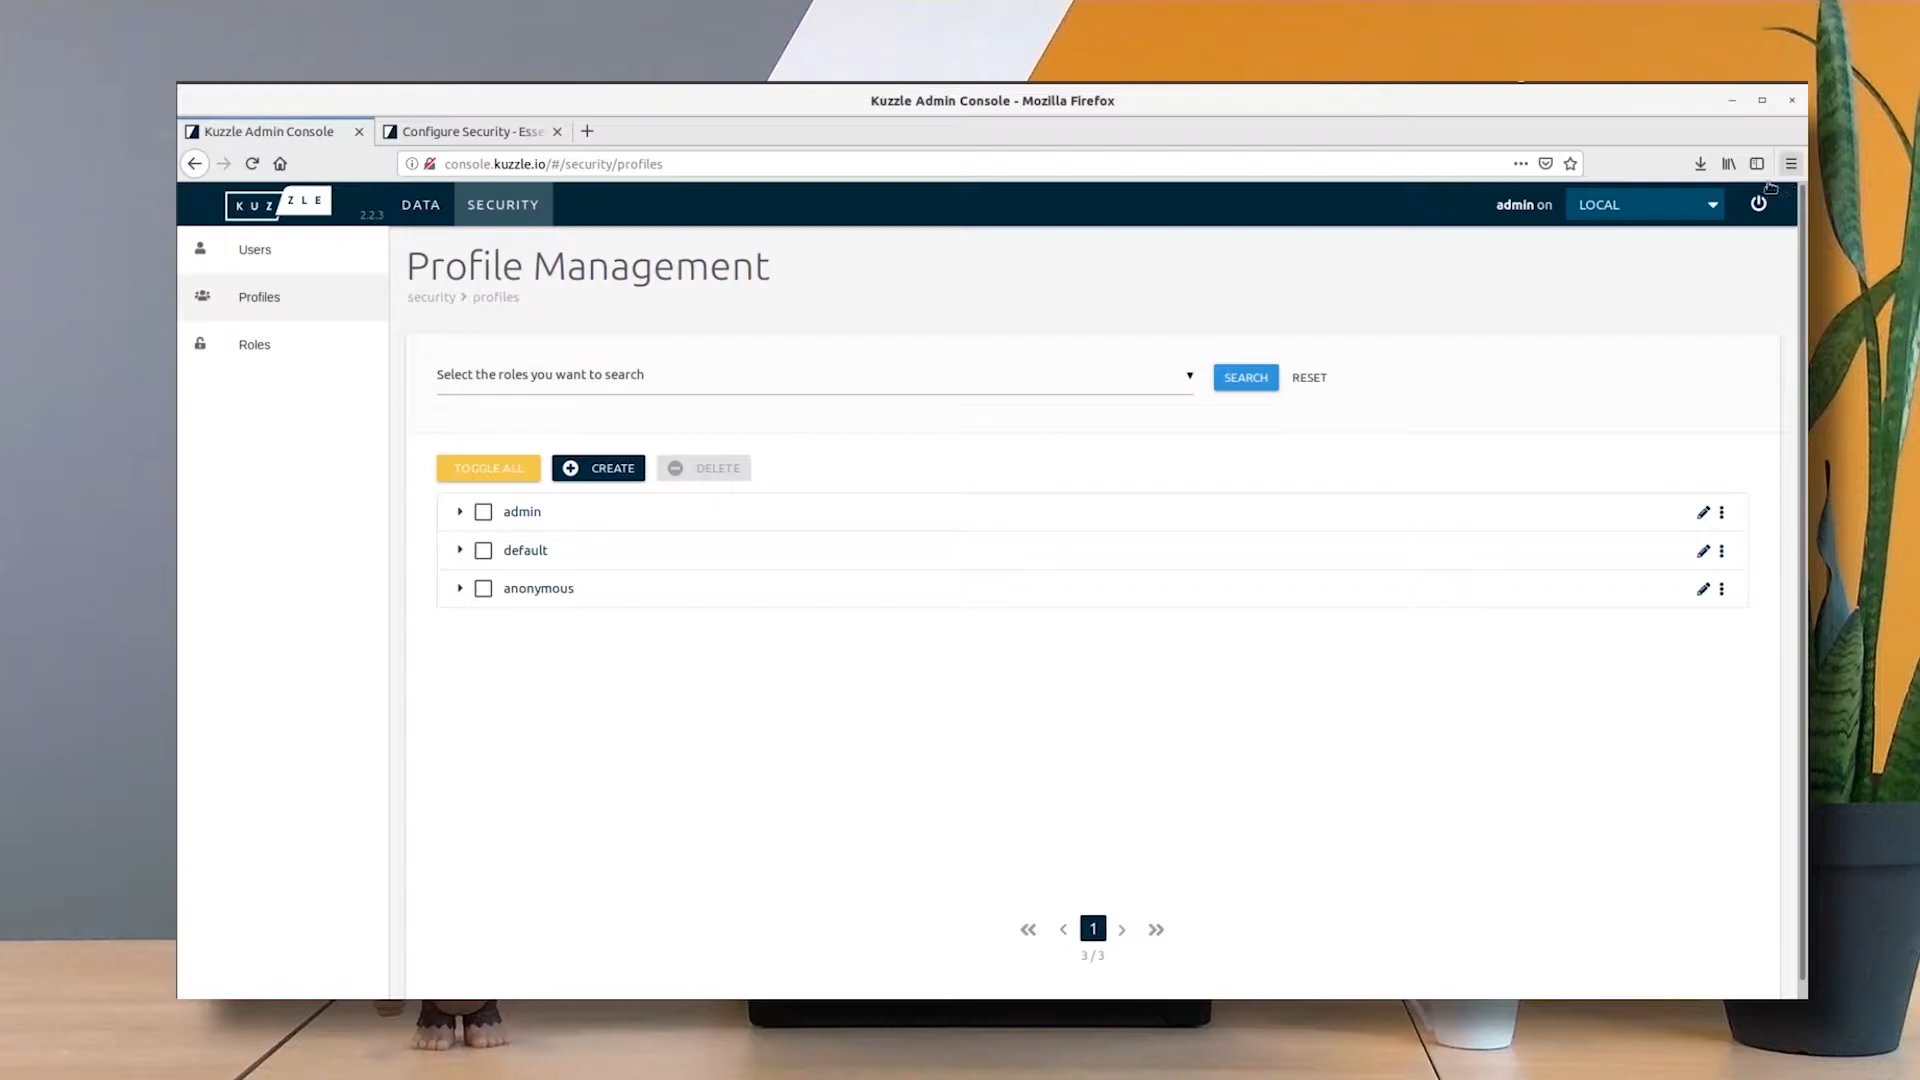 Kuzzle Admin Console - Mozilla Firefox
Kuzzle Admin Console
Configure Security - Esse
console.kuzzle.io/#/security/profiles
KUZZLE
2.2.3
DATA
SECURITY
admin on
LOCAL
Users
Profiles
Roles
Profile Management
security > profiles
Select the roles you want to search
SEARCH
RESET
TOGGLE ALL
CREATE
DELETE
admin
default
anonymous
1
3 / 3